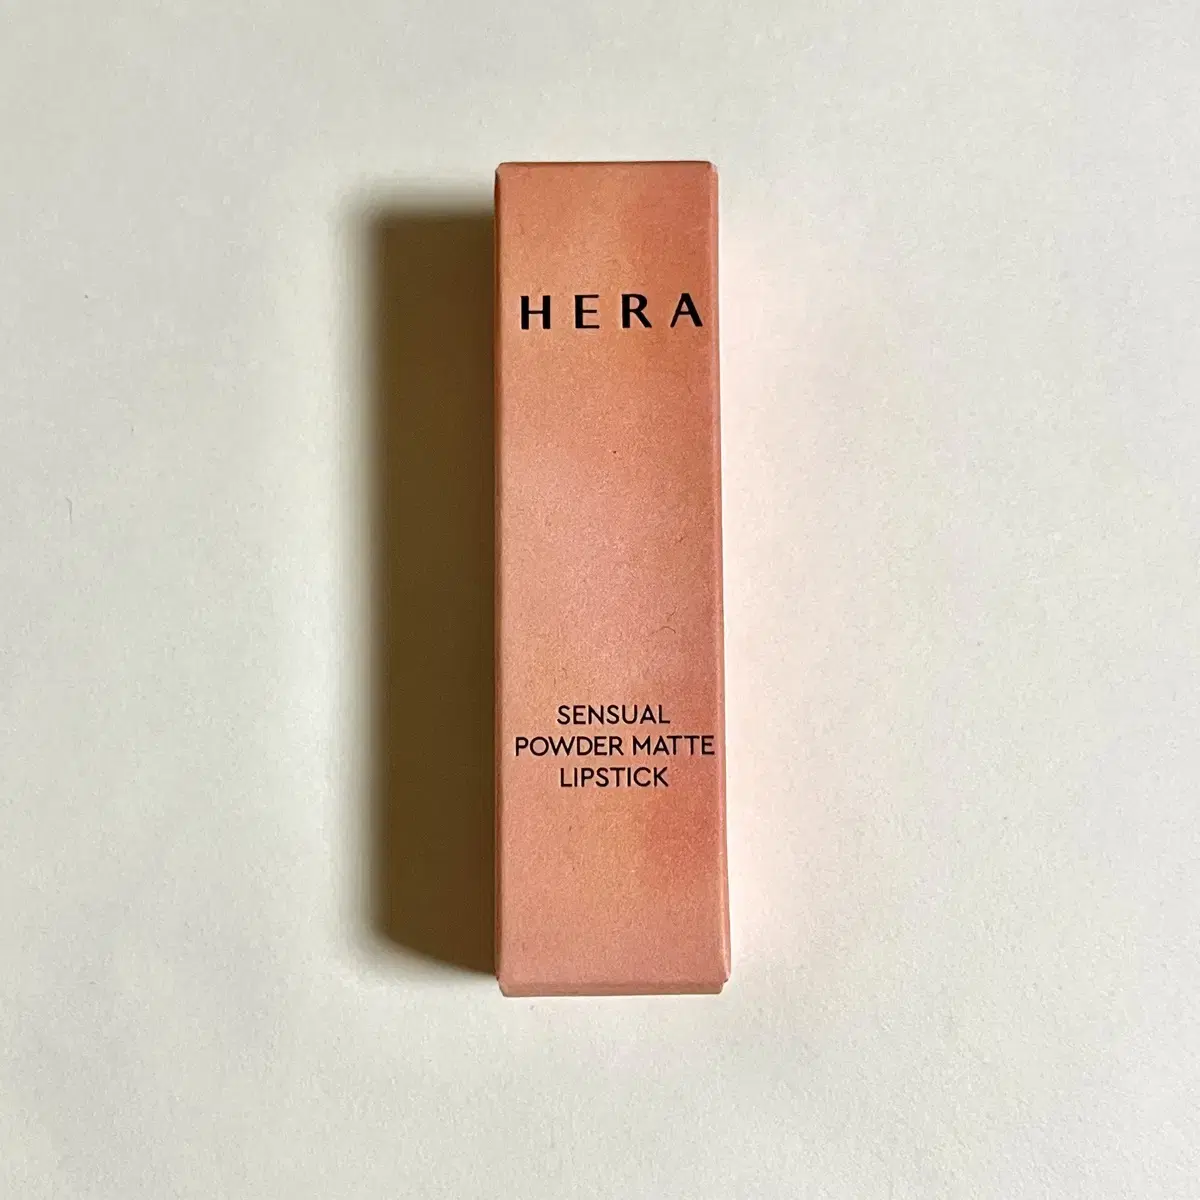 HERA
SENSUAL
POWDER MATTE
LIPSTICK